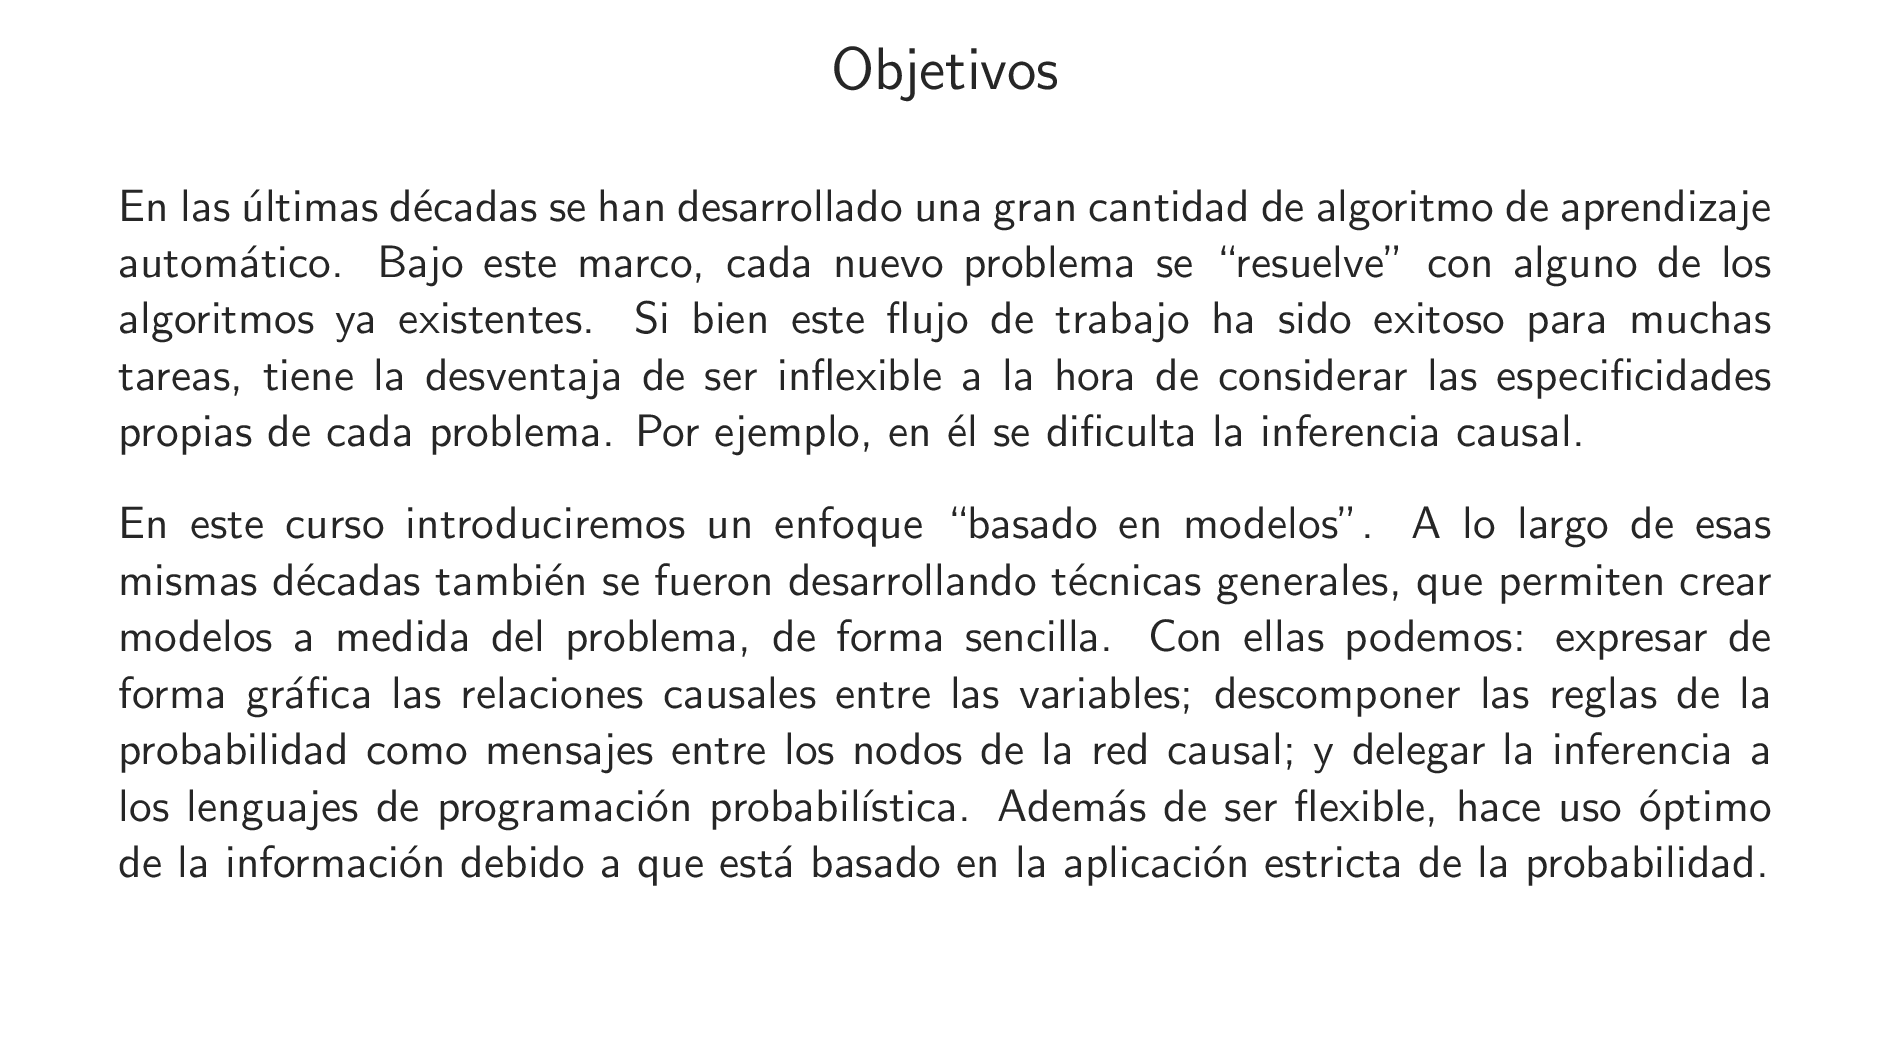 Objetivos
En las últimas décadas se han desarrollado una gran cantidad de algoritmo de aprendizaje
automático. Bajo este marco, cada nuevo problema se “resuelve” con alguno de los
algoritmos ya existentes. Si bien este flujo de trabajo ha sido exitoso para muchas
tareas, tiene la desventaja de ser inflexible a la hora de considerar las especificidades
propias de cada problema. Por ejemplo, en él se dificulta la inferencia causal.
En este curso introduciremos un enfoque “basado en modelos”. A lo largo de esas
mismas décadas también se fueron desarrollando técnicas generales, que permiten crear
modelos a medida del problema, de forma sencilla. Con ellas podemos: expresar de
forma gráfica las relaciones causales entre las variables; descomponer las reglas de la
probabilidad como mensajes entre los nodos de la red causal; y delegar la inferencia a
los lenguajes de programación probabilística. Además de ser flexible, hace uso óptimo
de la información debido a que está basado en la aplicación estricta de la probabilidad.